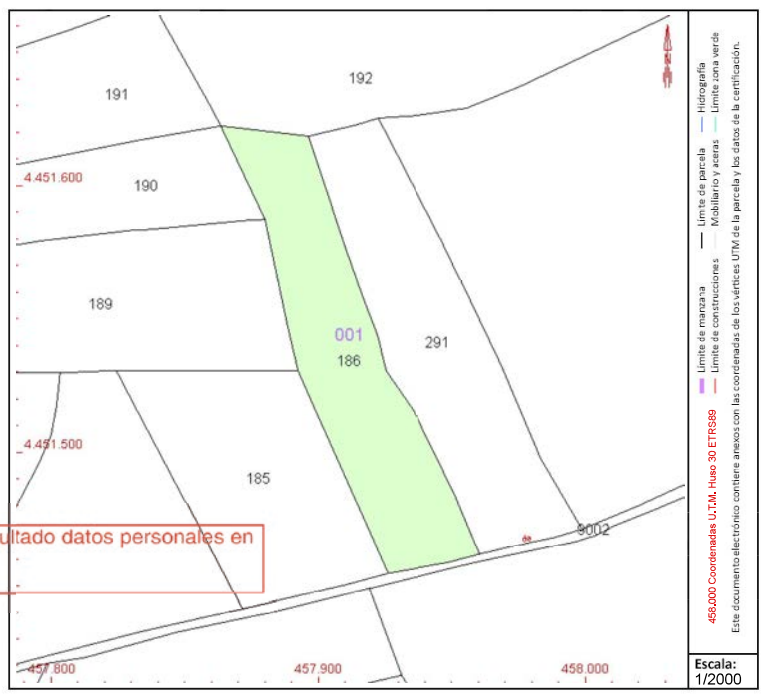 191
192
4.451.600
190
189
001
186
291
4.451.500
185
ultado datos personales en
9002
457.800
457.900
458.000
458.000 Coordenadas U.T.M. Huso 30 ETRS89
Límite de manzana
Límite de parcela
Hidrografía
Límite de construcciones
Mobiliario y aceras
Límite zona verde
Este documento electrónico contiene anexos con las coordenadas de los vértices UTM de la parcela y los datos de la certificación.
Escala:
1/2000